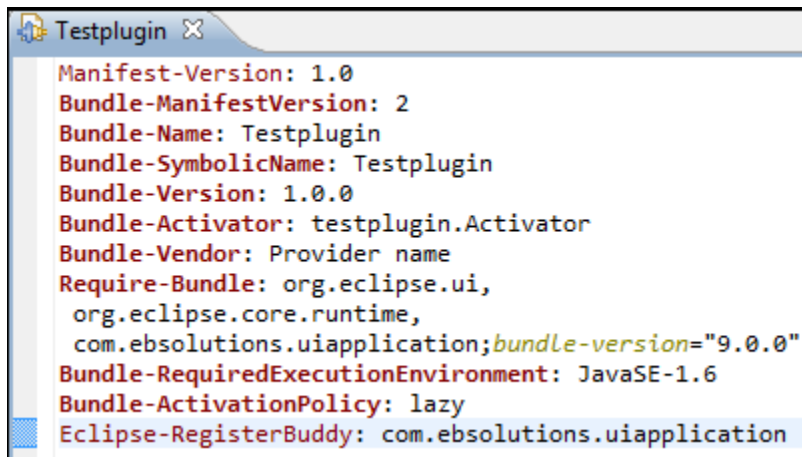 Testplugin
Manifest-Version: 1.0
Bundle-ManifestVersion: 2
Bundle-Name: Testplugin
Bundle-SymbolicName: Testplugin
Bundle-Version: 1.0.0
Bundle-Activator: testplugin.Activator
Bundle-Vendor: Provider name
Require-Bundle: org.eclipse.ui,
 org.eclipse.core.runtime,
 com.ebsolutions.uiapplication;bundle-version="9.0.0"
Bundle-RequiredExecutionEnvironment: JavaSE-1.6
Bundle-ActivationPolicy: lazy
Eclipse-RegisterBuddy: com.ebsolutions.uiapplication